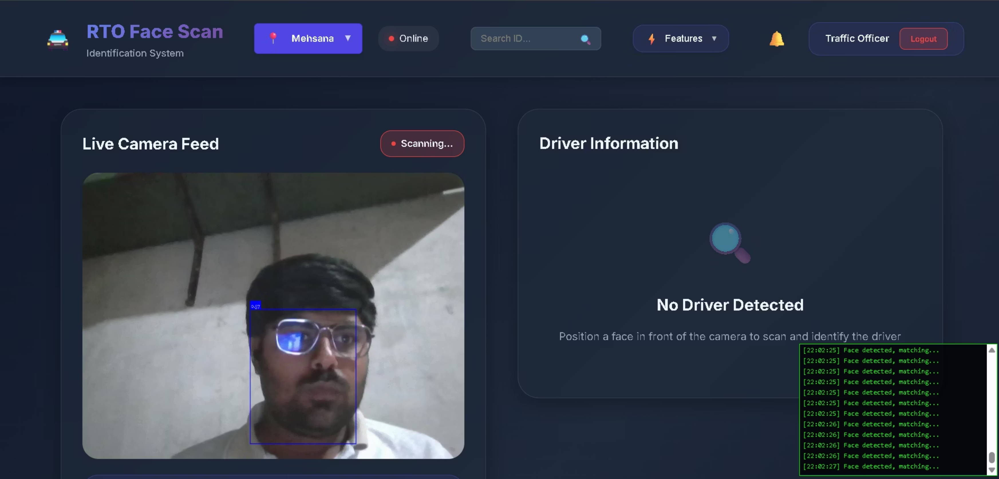 RTO Face Scan
Identification System
Mehsana
Online
Search ID...
Features
Traffic Officer
Logout
Live Camera Feed
Scanning...
0.57
Driver Information
No Driver Detected
Position a face in front of the camera to scan and identify the driver
[22:02:25] Face detected, matching...
[22:02:25] Face detected, matching...
[22:02:25] Face detected, matching...
[22:02:25] Face detected, matching...
[22:02:25] Face detected, matching...
[22:02:25] Face detected, matching...
[22:02:25] Face detected, matching...
[22:02:26] Face detected, matching...
[22:02:26] Face detected, matching...
[22:02:26] Face detected, matching...
[22:02:26] Face detected, matching...
[22:02:27] Face detected, matching...